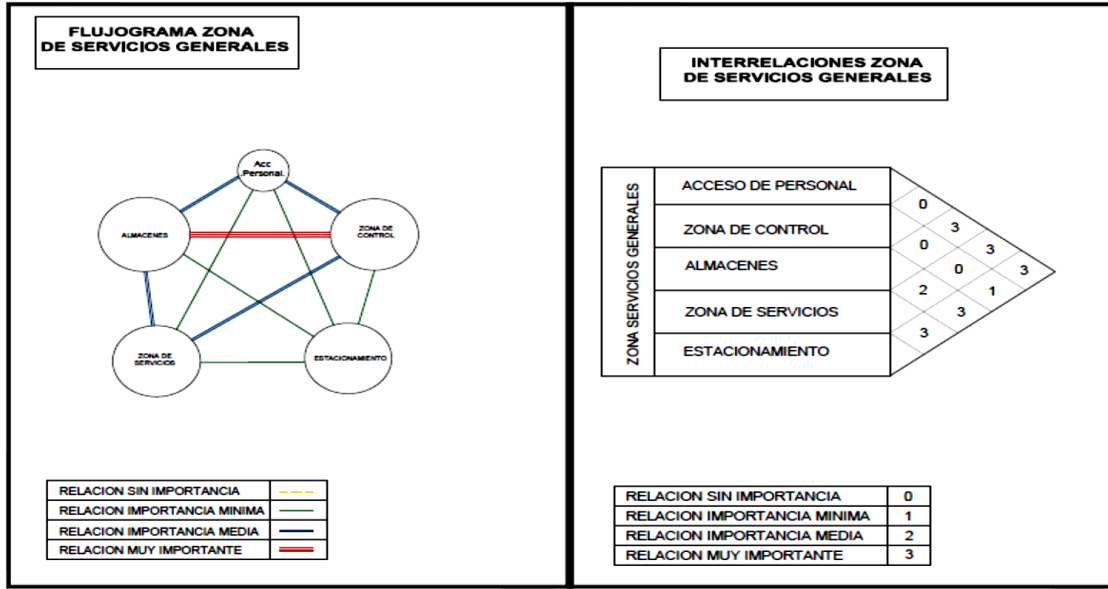 FLUJOGRAMA ZONA
DE SERVICIOS GENERALES
Acc
.Personal.
ALMACENES
ZONA DE
CONTROL
ZONA DE
SERVICIOS
ESTACIONAMIENTO
RELACION SIN IMPORTANCIA
RELACION IMPORTANCIA MINIMA
RELACION IMPORTANCIA MEDIA
RELACION MUY IMPORTANTE
INTERRELACIONES ZONA
DE SERVICIOS GENERALES
ZONA SERVICIOS GENERALES
ACCESO DE PERSONAL
ZONA DE CONTROL
ALMACENES
ZONA DE SERVICIOS
ESTACIONAMIENTO
0
3
0 3
0 3
2 1
3
3
RELACION SIN IMPORTANCIA 0
RELACION IMPORTANCIA MINIMA 1
RELACION IMPORTANCIA MEDIA 2
RELACION MUY IMPORTANTE 3